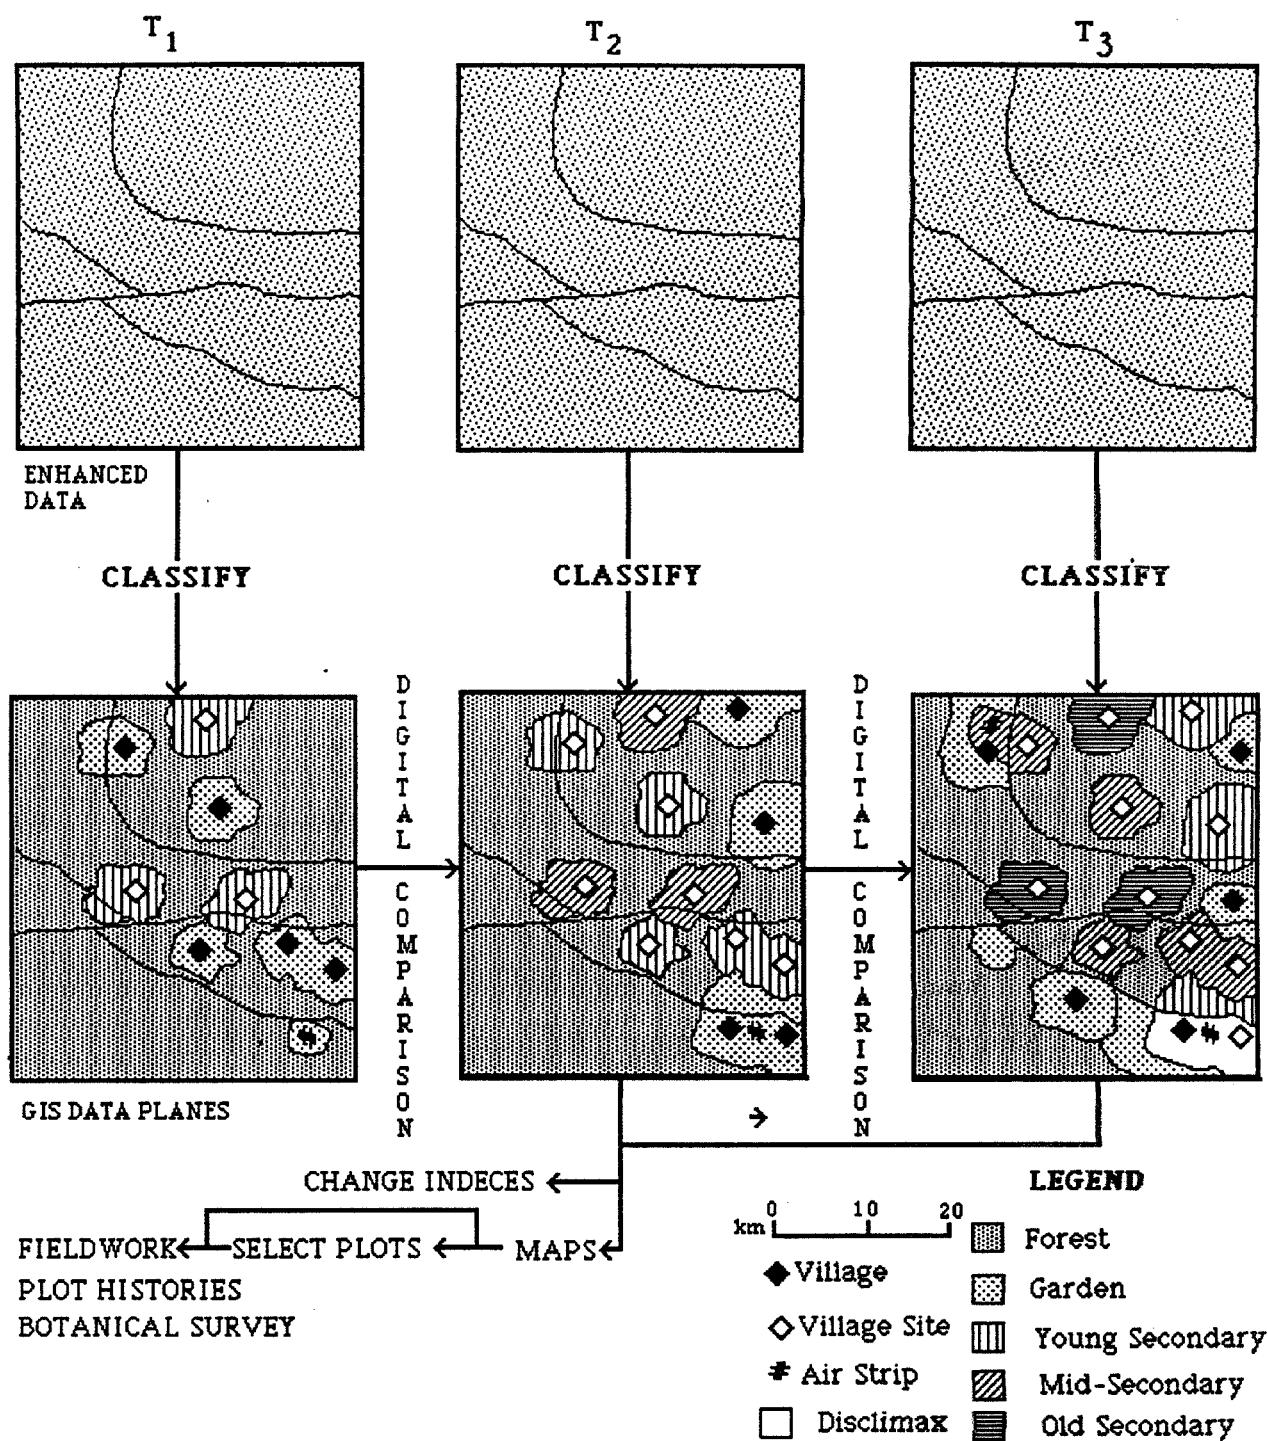 T1
T2
T3
ENHANCED
DATA
CLASSIFY
CLASSIFY
CLASSIFY
DIGITAL COMPARISON
DIGITAL COMPARISON
GIS DATA PLANES
CHANGE INDECES
FIELDWORK
SELECT PLOTS
MAPS
PLOT HISTORIES
BOTANICAL SURVEY
LEGEND
0 10 20
km
Village
Village Site
Air Strip
Disclimax
Forest
Garden
Young Secondary
Mid-Secondary
Old Secondary